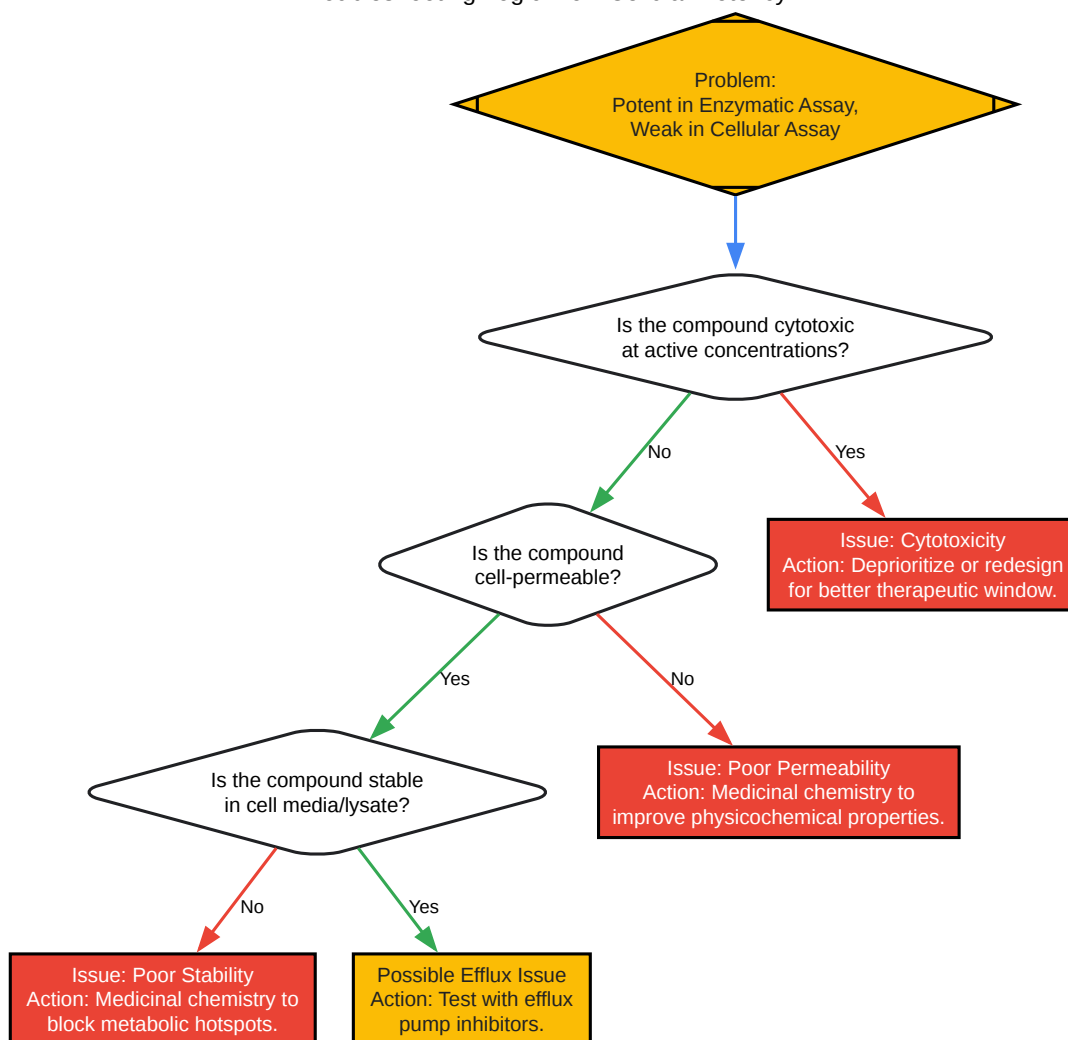 Problem:
Potent in Enzymatic Assay,
Weak in Cellular Assay
Is the compound cytotoxic
at active concentrations?
No
Yes
Issue: Cytotoxicity
Action: Deprioritize or redesign
for better therapeutic window.
Is the compound
cell-permeable?
Yes
No
Issue: Poor Permeability
Action: Medicinal chemistry to
improve physicochemical properties.
Is the compound stable
in cell media/lysate?
No
Yes
Issue: Poor Stability
Action: Medicinal chemistry to
block metabolic hotspots.
Possible Efflux Issue
Action: Test with efflux
pump inhibitors.